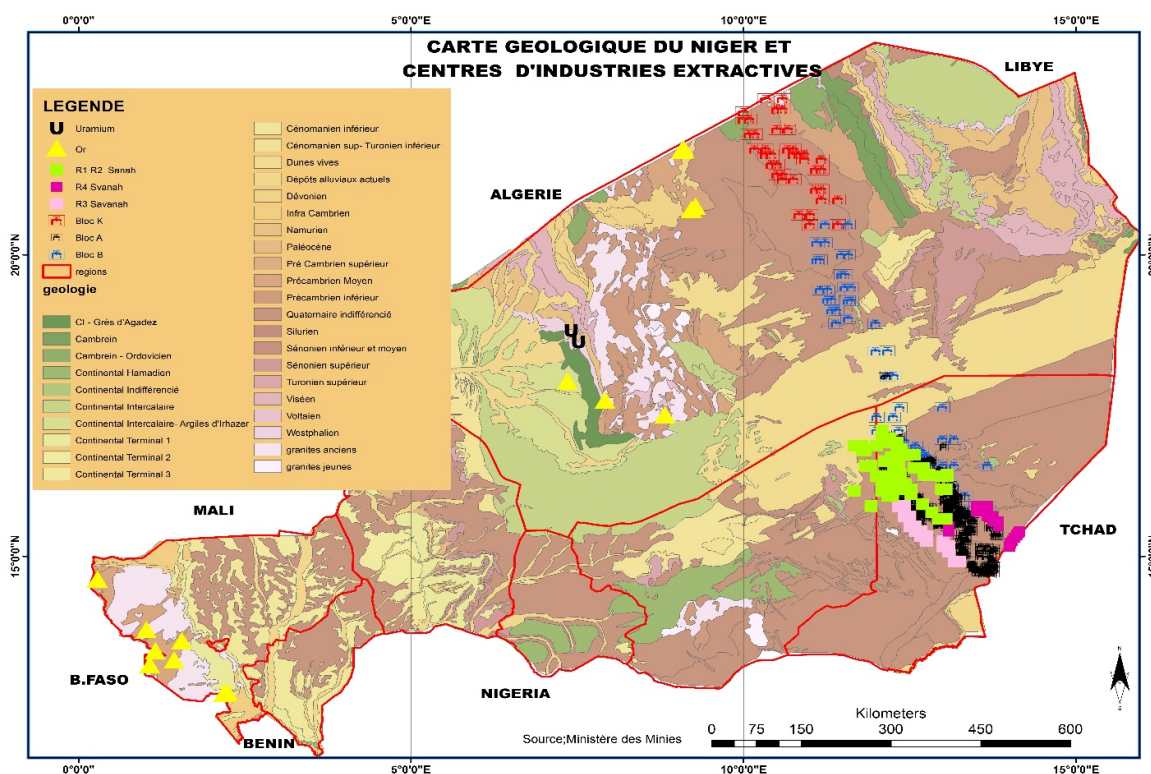 0°0'0"
5°0'0"E
10°0'0"E
15°0'0"E
CARTE GEOLOGIQUE DU NIGER ET
CENTRES D'INDUSTRIES EXTRACTIVES
LIBYE
ALGERIE
MALI
B.FASO
BENIN
NIGERIA
TCHAD
LEGENDE
Uramium
Or
R1 R2 Sanah
R4 Svanah
R3 Savanah
Bloc K
Bloc A
Bloc B
regions
geologie
CI - Grès d'Agadez
Cambrein
Cambrein - Ordovicien
Continental Hamadion
Continental Indifférencié
Continental Intercalaire
Continental Intercalaire- Argiles d'Irhazer
Continental Terminal 1
Continental Terminal 2
Continental Terminal 3
Cénomanien inférieur
Cénomanien sup- Turonien inférieur
Dunes vives
Dépôts alluviaux actuels
Dévonien
Infra Cambrien
Namurien
Paléocène
Pré Cambrien supérieur
Précambrien Moyen
Précambrien inférieur
Quaternaire indifférencié
Silurien
Sénonien inférieur et moyen
Sénonien supérieur
Turonien supérieur
Viséen
Voltaien
Westphalien
granites anciens
granites jeunes
20°0'0"N
15°0'0"N
U
U
N
Kilometers
0 75 150 300 450 600
Source;Ministère des Minies
0°0'0"
5°0'0"E
10°0'0"E
15°0'0"E